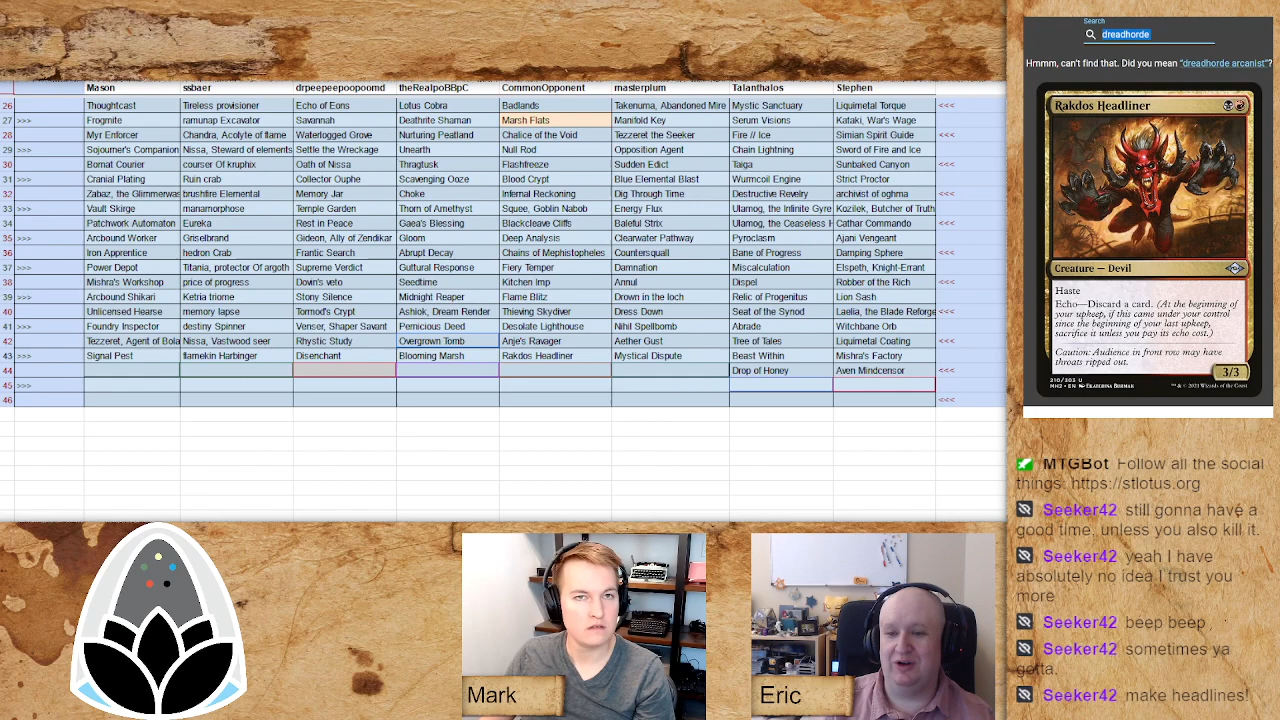 Mason ssbaer drpeepeepoopoomd theRealpoBBpC CommonOpponent masterplum Talanthalos Stephen
26 Thoughtcast Tireless provisioner Echo of Eons Lotus Cobra Badlands Takenuma, Abandoned Mire Mystic Sanctuary Liquimetal Torque <<<
27 >>> Frogmite ramunap Excavator Savannah Deathrite Shaman Marsh Flats Manifold Key Serum Visions Kataki, War's Wage
28 Myr Enforcer Chandra, Acolyte of flame Waterlogged Grove Nurturing Peatland Chalice of the Void Tezzeret the Seeker Fire // Ice Simian Spirit Guide <<<
29 >>> Sojourner's Companion Nissa, Steward of elements Settle the Wreckage Unearth Null Rod Opposition Agent Chain Lightning Sword of Fire and Ice
30 Bomat Courier courser Of kruphix Oath of Nissa Thragtusk Flashfreeze Sudden Edict Taiga Sunbaked Canyon <<<
31 >>> Cranial Plating Ruin crab Collector Ouphe Scavenging Ooze Blood Crypt Blue Elemental Blast Wurmcoil Engine Strict Proctor
32 Zabaz, the Glimmerwas brushfire Elemental Memory Jar Choke Infernal Reckoning Dig Through Time Destructive Revelry archivist of oghma <<<
33 >>> Vault Skirge manamorphose Temple Garden Thorn of Amethyst Squee, Goblin Nabob Energy Flux Ulamog, the Infinite Gyre Kozilek, Butcher of Truth
34 Patchwork Automaton Eureka Rest in Peace Gaea's Blessing Blackcleave Cliffs Baleful Strix Ulamog, the Ceaseless H Cathar Commando <<<
35 >>> Arcbound Worker Griselbrand Gideon, Ally of Zendikar Gloom Deep Analysis Clearwater Pathway Pyroclasm Ajani Vengeant
36 Iron Apprentice hedron Crab Frantic Search Abrupt Decay Chains of Mephistopheles Countersquall Bane of Progress Damping Sphere <<<
37 >>> Power Depot Titania, protector Of argoth Supreme Verdict Guttural Response Fiery Temper Damnation Miscalculation Elspeth, Knight-Errant
38 Mishra's Workshop price of progress Dovin's veto Seedtime Kitchen Imp Annul Dispel Robber of the Rich <<<
39 >>> Arcbound Shikari Ketria triome Stony Silence Midnight Reaper Flame Blitz Drown in the loch Relic of Progenitus Lion Sash
40 Unlicensed Hearse memory lapse Tormod's Crypt Ashiok, Dream Render Thieving Skydiver Dress Down Seat of the Synod Laelia, the Blade Reforge <<<
41 >>> Foundry Inspector destiny Spinner Venser, Shaper Savant Pernicious Deed Desolate Lighthouse Nihil Spellbomb Abrade Witchbane Orb
42 Tezzeret, Agent of Bola Nissa, Vastwood seer Rhystic Study Overgrown Tomb Anje's Ravager Aether Gust Tree of Tales Liquimetal Coating <<<
43 >>> Signal Pest flamekin Harbinger Disenchant Blooming Marsh Rakdos Headliner Mystical Dispute Beast Within Mishra's Factory
44 Drop of Honey Aven Mindcensor <<<
45 >>>
46 <<<
Search
dreadhorde
Hmmm, can't find that. Did you mean "dreadhorde arcanist"?
Rakdos Headliner
Creature — Devil
Haste
Echo—Discard a card. (At the beginning of
your upkeep, if this came under your control
since the beginning of your last upkeep,
sacrifice it unless you pay its echo cost.)
Caution: Audience in front row may have
throats ripped out.
3/3
210/303 U
MH2 • EN Ekaterina Burmak ™ & © 2021 Wizards of the Coast
MTGBot Follow all the social
things: https://stlotus.org
Seeker42 still gonna have a
good time, unless you also kill it.
Seeker42 yeah I have
absolutely no idea I trust you
more
Seeker42 beep beep
Seeker42 sometimes ya
gotta.
Seeker42 make headlines!
Mark
Eric